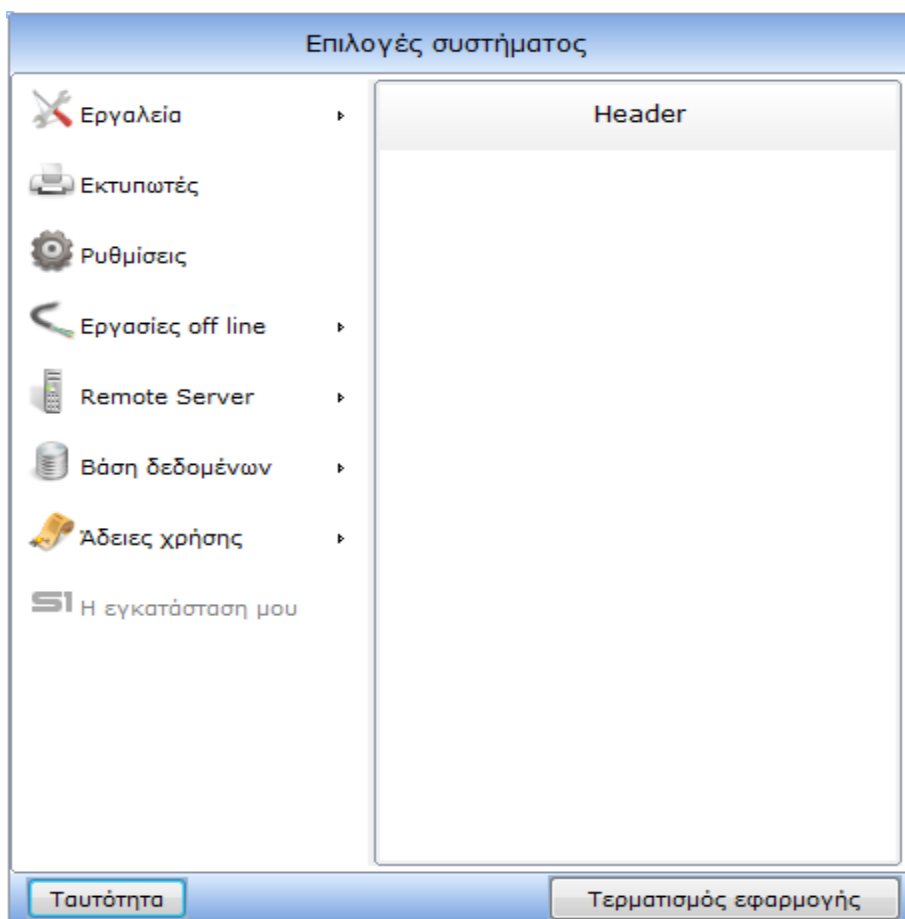 Επιλογές συστήματος
Εργαλεία
Header
Εκτυπωτές
Ρυθμίσεις
Εργασίες off line
Remote Server
Βάση δεδομένων
Άδειες χρήσης
S1 Η εγκατάσταση μου
Ταυτότητα
Τερματισμός εφαρμογής